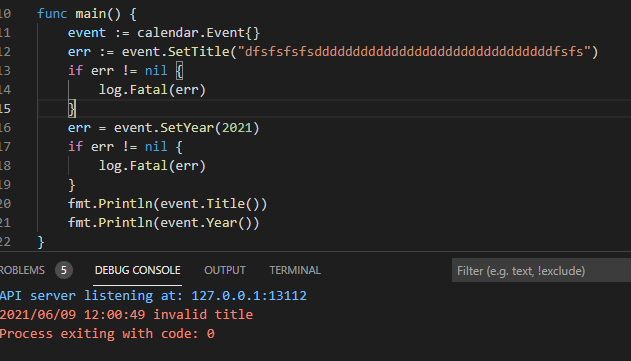 10 func main() {
11 event := calendar.Event{}
12 err := event.SetTitle("dfsfsfsfsddddddddddddddddddddddddddddddddfsfs")
13 if err != nil {
14 log.Fatal(err)
15 }
16 err = event.SetYear(2021)
17 if err != nil {
18 log.Fatal(err)
19 }
20 fmt.Println(event.Title())
21 fmt.Println(event.Year())
22 }
ROBLEMS 5 DEBUG CONSOLE OUTPUT TERMINAL Filter (e.g. text, !exclude)
API server listening at: 127.0.0.1:13112
2021/06/09 12:00:49 invalid title
Process exiting with code: 0